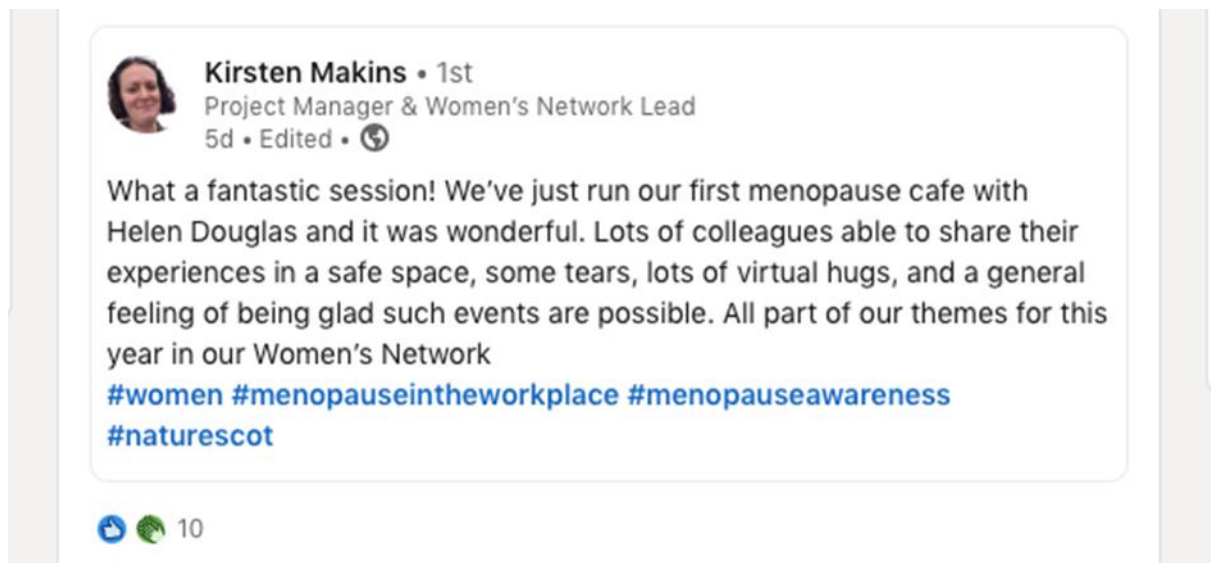 Kirsten Makins • 1st
Project Manager & Women's Network Lead
5d • Edited •
What a fantastic session! We've just run our first menopause cafe with
Helen Douglas and it was wonderful. Lots of colleagues able to share their
experiences in a safe space, some tears, lots of virtual hugs, and a general
feeling of being glad such events are possible. All part of our themes for this
year in our Women's Network
#women #menopauseintheworkplace #menopauseawareness
#naturescot
10